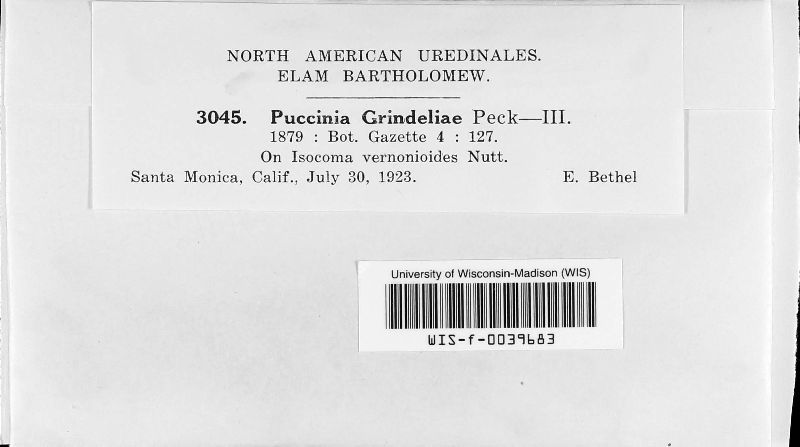 NORTH AMERICAN UREDINALES.
ELAM BARTHOLOMEW.
3045. Puccinia Grindeliae Peck—III.
1879 : Bot. Gazette 4 : 127.
On Isocoma vernonioides Nutt.
Santa Monica, Calif., July 30, 1923. E. Bethel
University of Wisconsin-Madison (WIS)
WIS-f-0039683